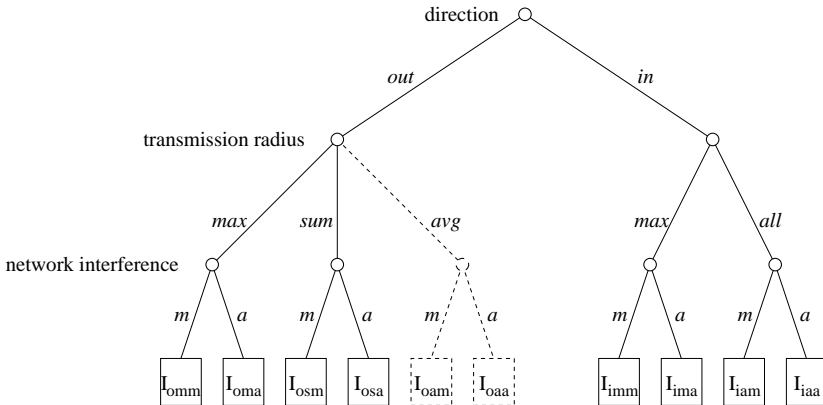 direction
out in
transmission radius
max sum avg max all
network interference
m a m a m a m a m a
I_omm I_oma I_osm I_osa I_oam I_oaa I_imm I_ima I_iam I_iaa